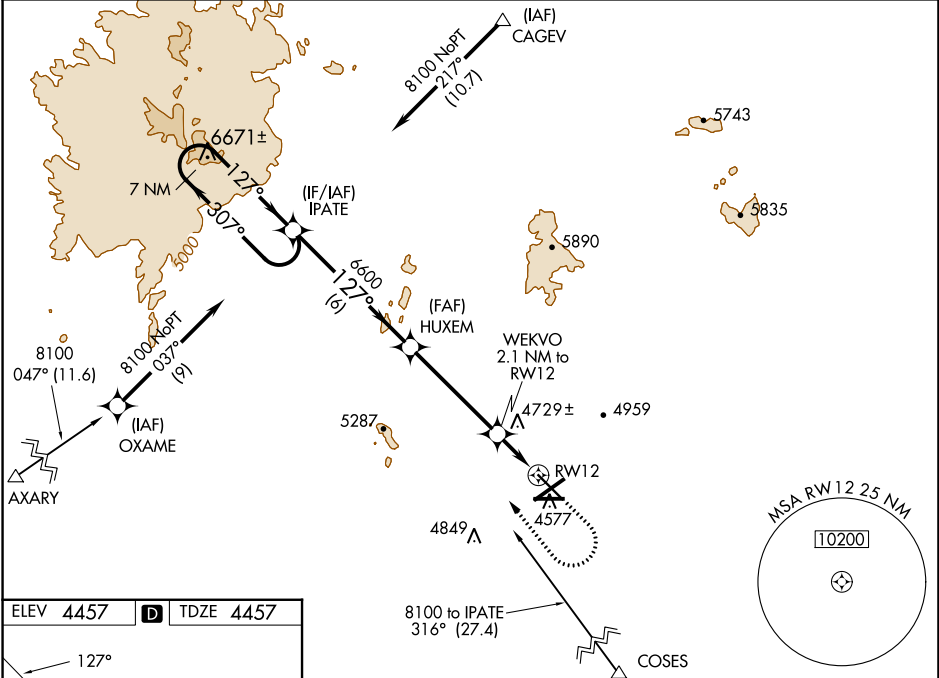 (IAF)
CAGEV
8100 NoPT
217°
(10.7)
5743
6671±
7 NM
127°
307°
(IF/IAF)
IPATE
5835
5890
5000
6600
127°
(6)
(FAF)
HUXEM
8100 NoPT
037°
(9)
8100
047° (11.6)
WEKVO
2.1 NM to
RW12
(IAF)
OXAME
4729±
4959
5287
AXARY
RW12
4577
MSA RW12 25 NM
10200
4849
8100 to IPATE
316° (27.4)
COSES
ELEV 4457 D TDZE 4457
127°